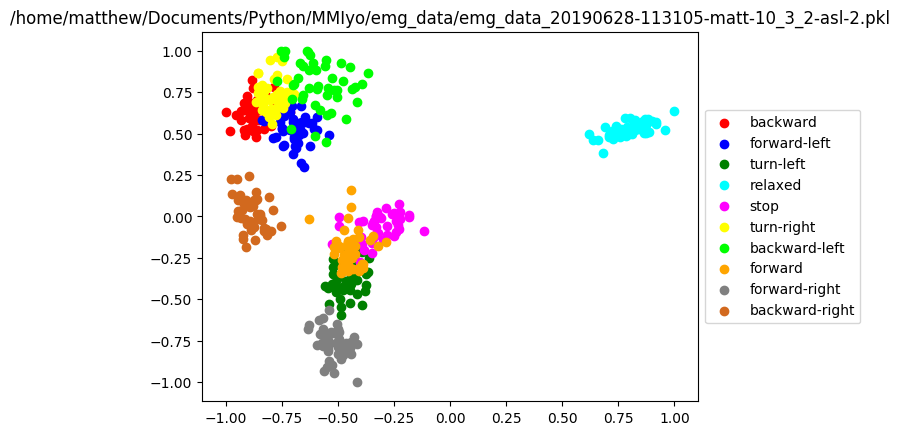 /home/matthew/Documents/Python/MMIyo/emg_data/emg_data_20190628-113105-matt-10_3_2-asl-2.pkl
1.00
0.75
0.50
0.25
0.00
−0.25
−0.50
−0.75
−1.00
−1.00 −0.75 −0.50 −0.25 0.00 0.25 0.50 0.75 1.00
backward
forward-left
turn-left
relaxed
stop
turn-right
backward-left
forward
forward-right
backward-right